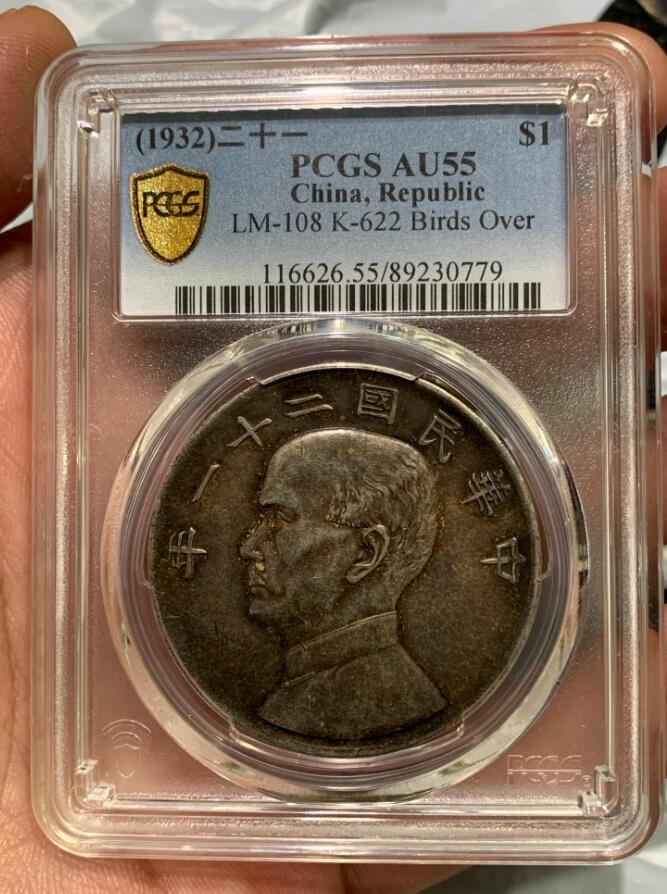 (1932)二十一 $1
PCGS AU55
China, Republic
PCGS
LM-108 K-622 Birds Over
116626.55/89230779
中華民國二十一年
PCGS